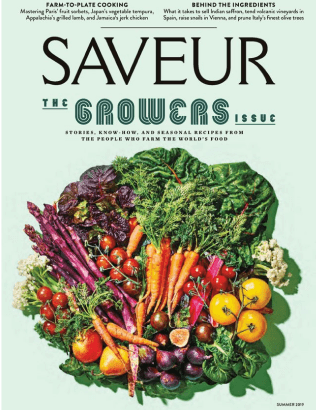 FARM-TO-PLATE COOKING
Mastering Paris' fruit sorbets, Japan's vegetable tempura,
Appalachia's grilled lamb, and Jamaica's jerk chicken
BEHIND THE INGREDIENTS
What it takes to sell Indian saffron, tend volcanic vineyards in
Spain, raise snails in Vienna, and prune Italy's finest olive trees
SAVEUR
THE GROWERS ISSUE
STORIES, KNOW-HOW, AND SEASONAL RECIPES FROM
THE PEOPLE WHO FARM THE WORLD'S FOOD
SUMMER 2019